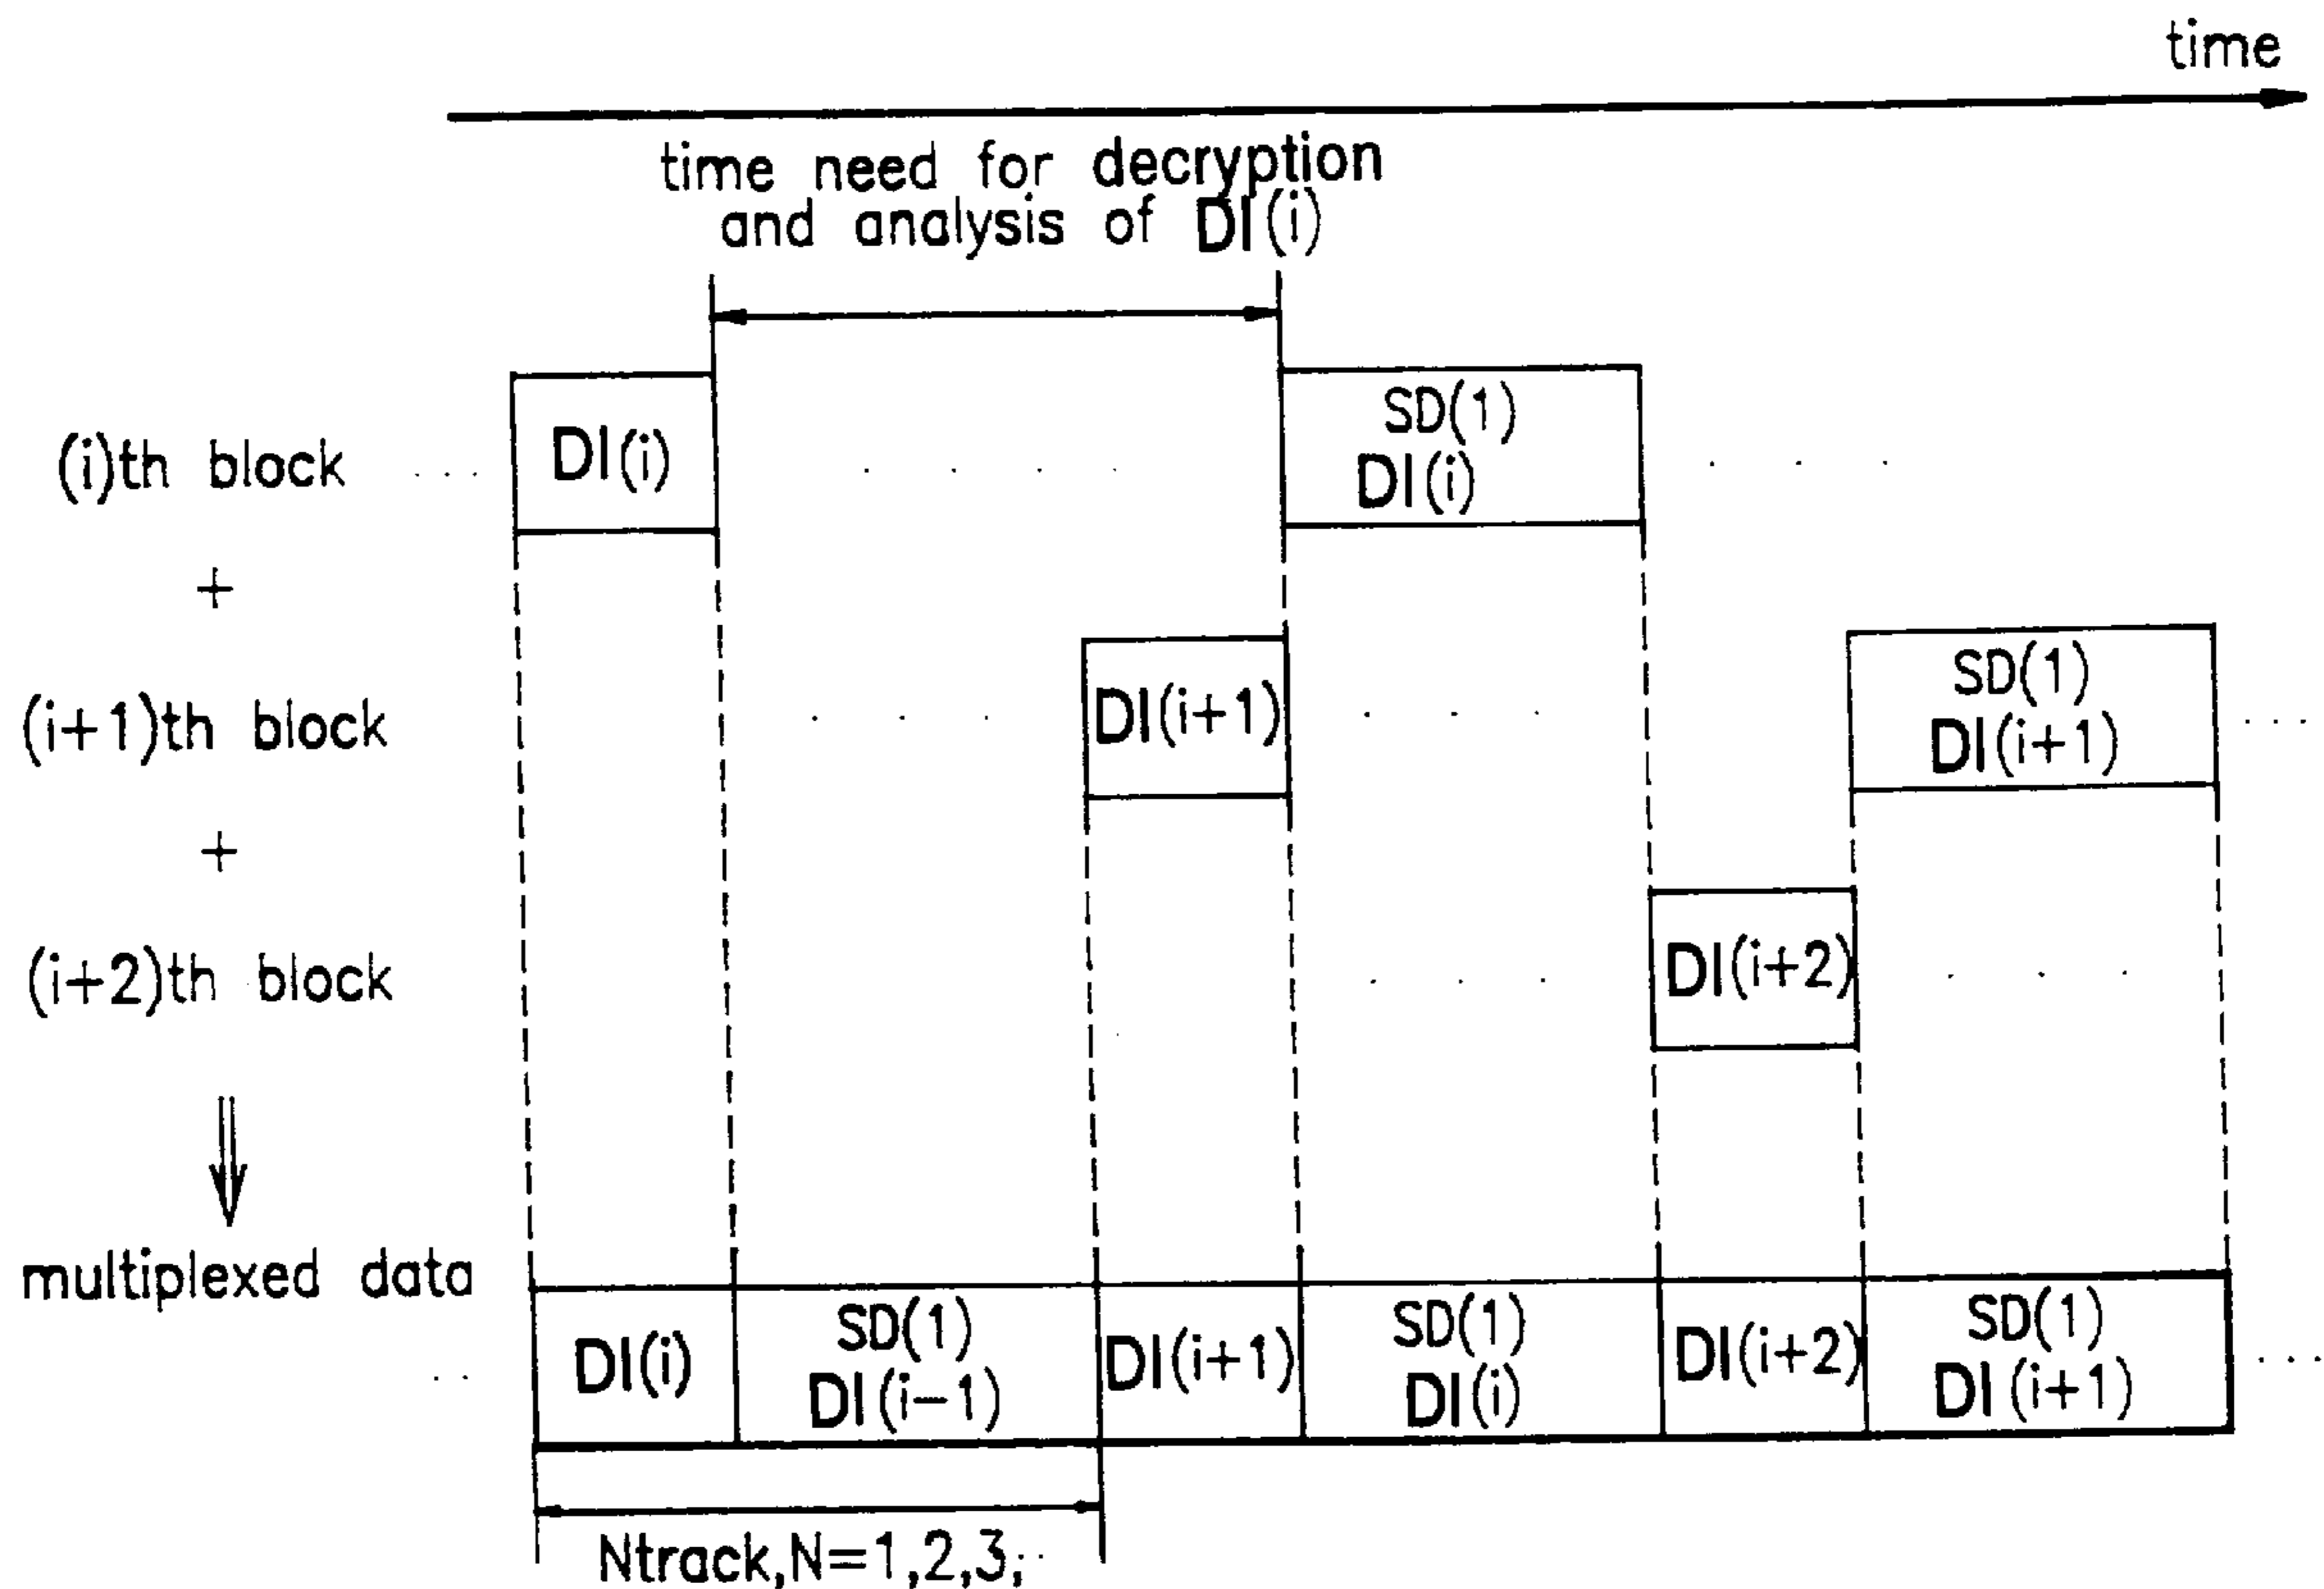 time
time need for decryption
and analysis of DI(i)
(i)th block ... DI(i) . . . . SD(1) . . .
DI(i)
+
(i+1)th block . . . DI(i+1) . . . SD(1) ...
DI(i+1)
+
(i+2)th block . . . DI(i+2) . . .
multiplexed data .. DI(i) SD(1) DI(i+1) SD(1) DI(i+2) SD(1) ...
DI(i-1) DI(i) DI(i+1)
Ntrack,N=1,2,3,..